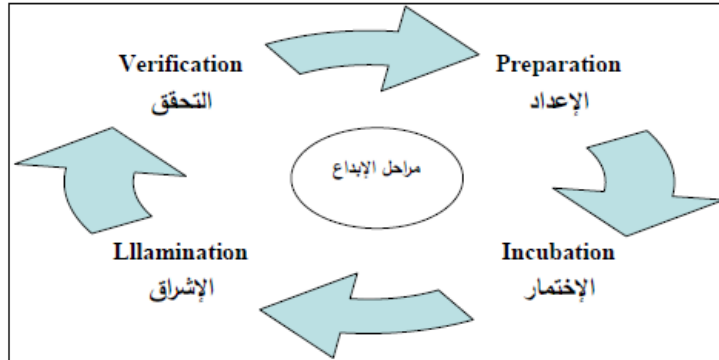 Verification
التحقق
Preparation
الإعداد
مراحل الإبداع
Lllamination
الإشراق
Incubation
الإختمار